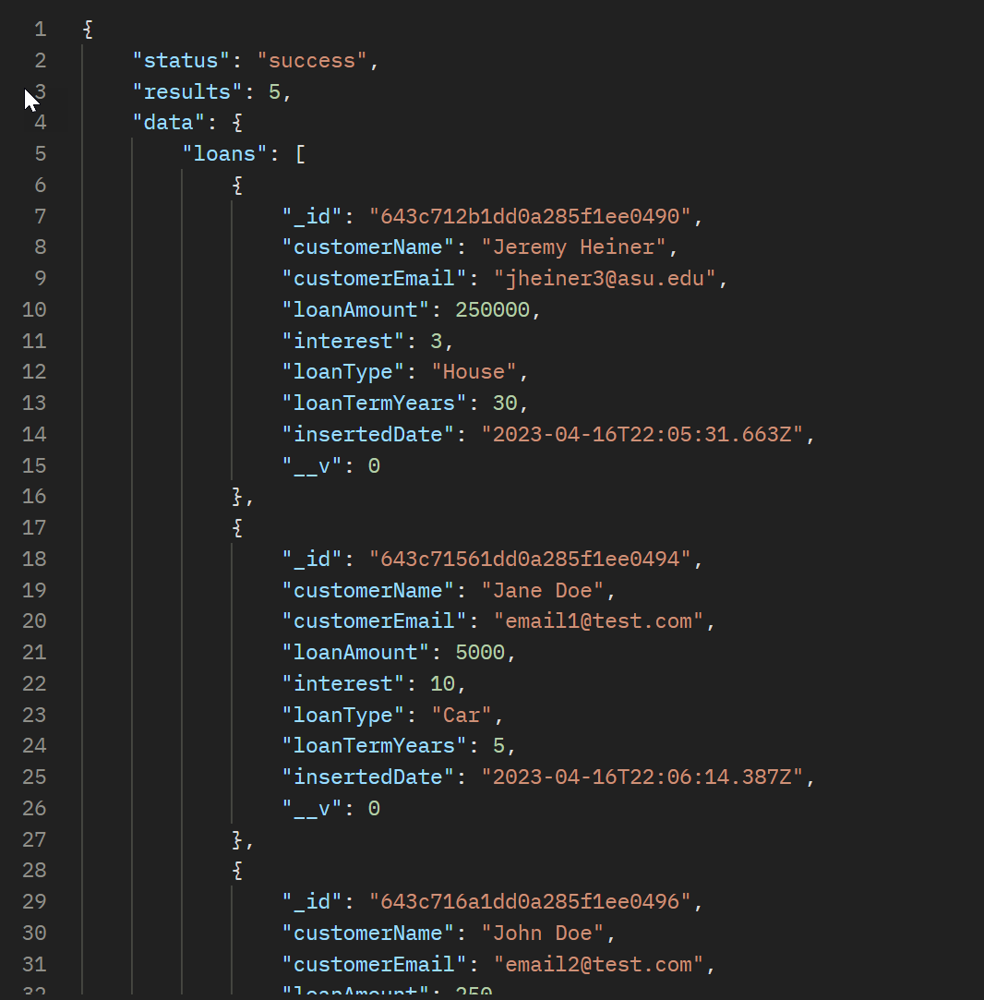 1 {
2 "status": "success",
3 "results": 5,
4 "data": {
5 "loans": [
6 {
7 "_id": "643c712b1dd0a285f1ee0490",
8 "customerName": "Jeremy Heiner",
9 "customerEmail": "jheiner3@asu.edu",
10 "loanAmount": 250000,
11 "interest": 3,
12 "loanType": "House",
13 "loanTermYears": 30,
14 "insertedDate": "2023-04-16T22:05:31.663Z",
15 "__v": 0
16 },
17 {
18 "_id": "643c71561dd0a285f1ee0494",
19 "customerName": "Jane Doe",
20 "customerEmail": "email1@test.com",
21 "loanAmount": 5000,
22 "interest": 10,
23 "loanType": "Car",
24 "loanTermYears": 5,
25 "insertedDate": "2023-04-16T22:06:14.387Z",
26 "__v": 0
27 },
28 {
29 "_id": "643c716a1dd0a285f1ee0496",
30 "customerName": "John Doe",
31 "customerEmail": "email2@test.com",
32 "loanAmount": 250